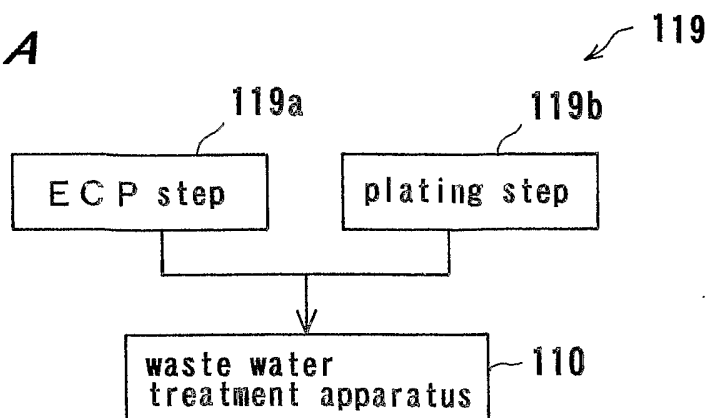 A
119
119a
119b
ECP step
plating step
waste water
treatment apparatus
110